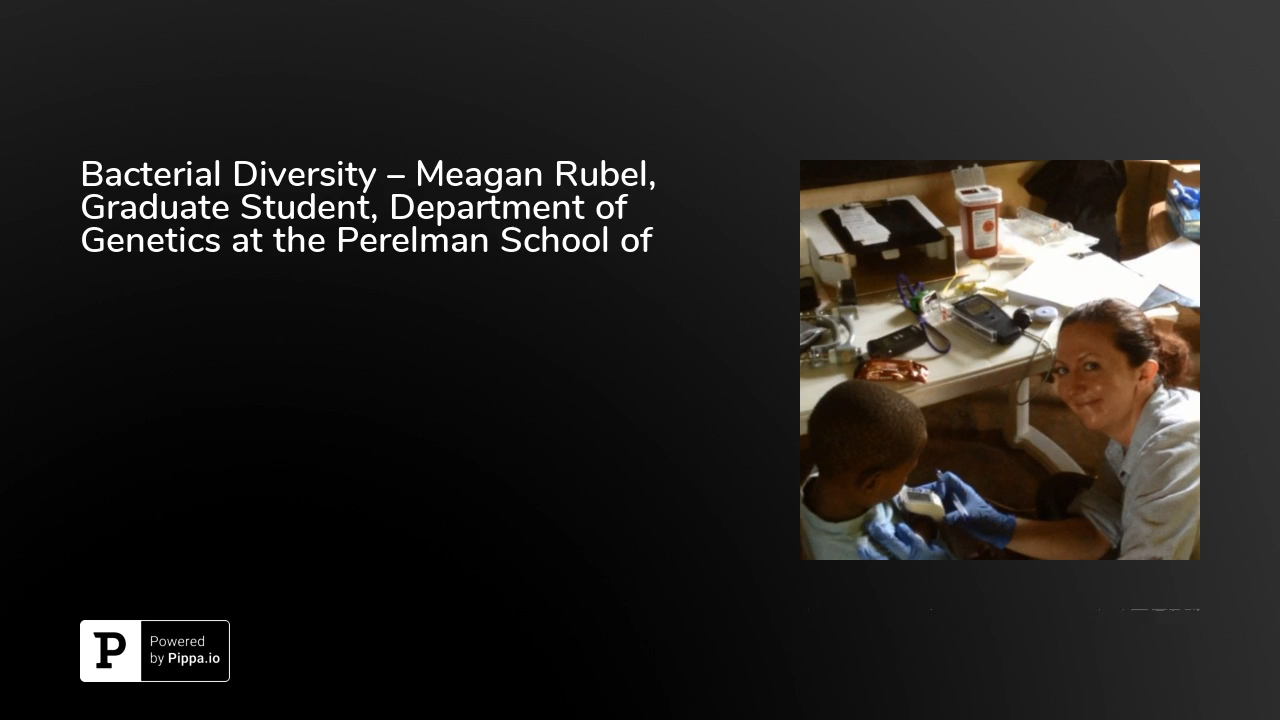 Bacterial Diversity – Meagan Rubel,
Graduate Student, Department of
Genetics at the Perelman School of
P
Powered
by Pippa.io